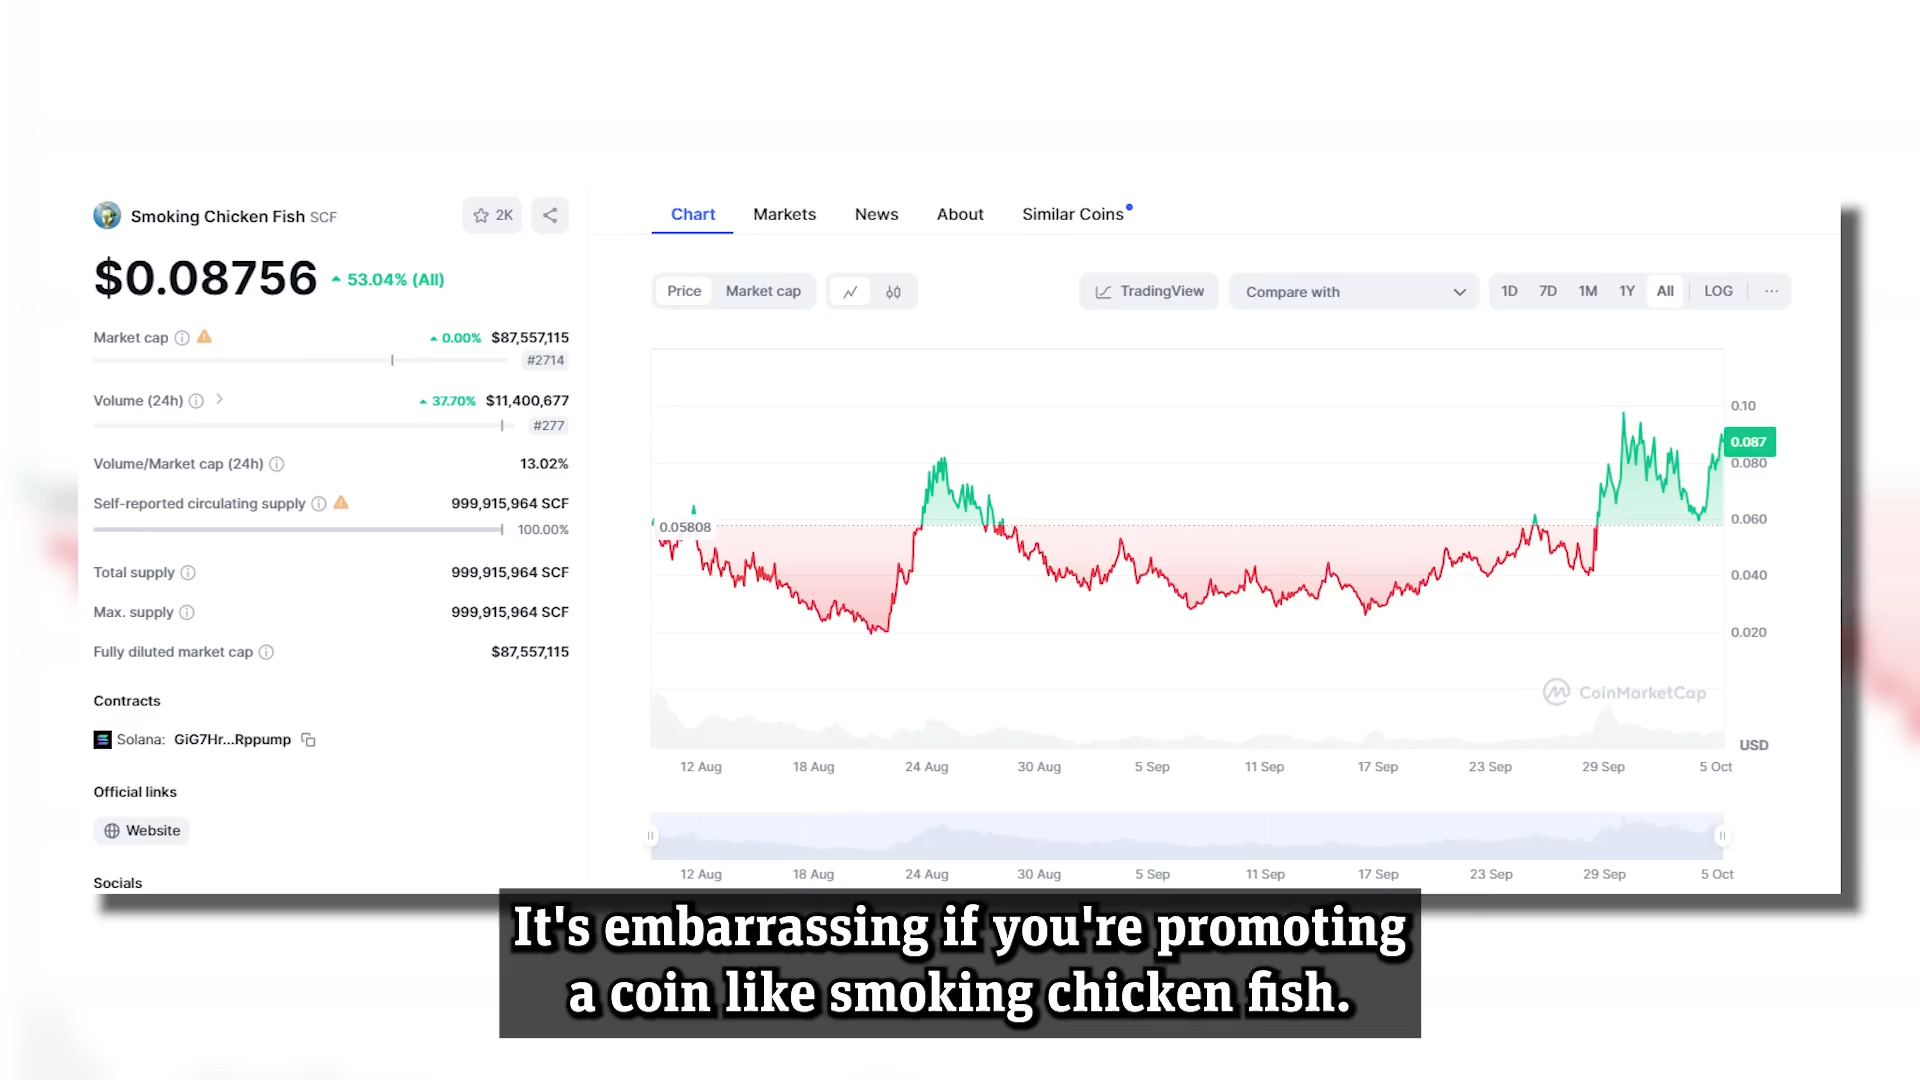 Smoking Chicken Fish SCF
2K
$0.08756 53.04% (All)
Market cap 0.00% $87,557,115
#2714
Volume (24h) 37.70% $11,400,677
#277
Volume/Market cap (24h) 13.02%
Self-reported circulating supply 999,915,964 SCF
100.00%
Total supply 999,915,964 SCF
Max. supply 999,915,964 SCF
Fully diluted market cap $87,557,115
Contracts
Solana: GiG7Hr...Rppump
Official links
Website
Socials
Chart Markets News About Similar Coins
Price Market cap TradingView Compare with 1D 7D 1M 1Y All LOG ...
0.10
0.087
0.080
0.05808
0.060
0.040
0.020
CoinMarketCap
USD
12 Aug 18 Aug 24 Aug 30 Aug 5 Sep 11 Sep 17 Sep 23 Sep 29 Sep 5 Oct
12 Aug 18 Aug 24 Aug 30 Aug 5 Sep 11 Sep 17 Sep 23 Sep 29 Sep 5 Oct
It's embarrassing if you're promoting
a coin like smoking chicken fish.